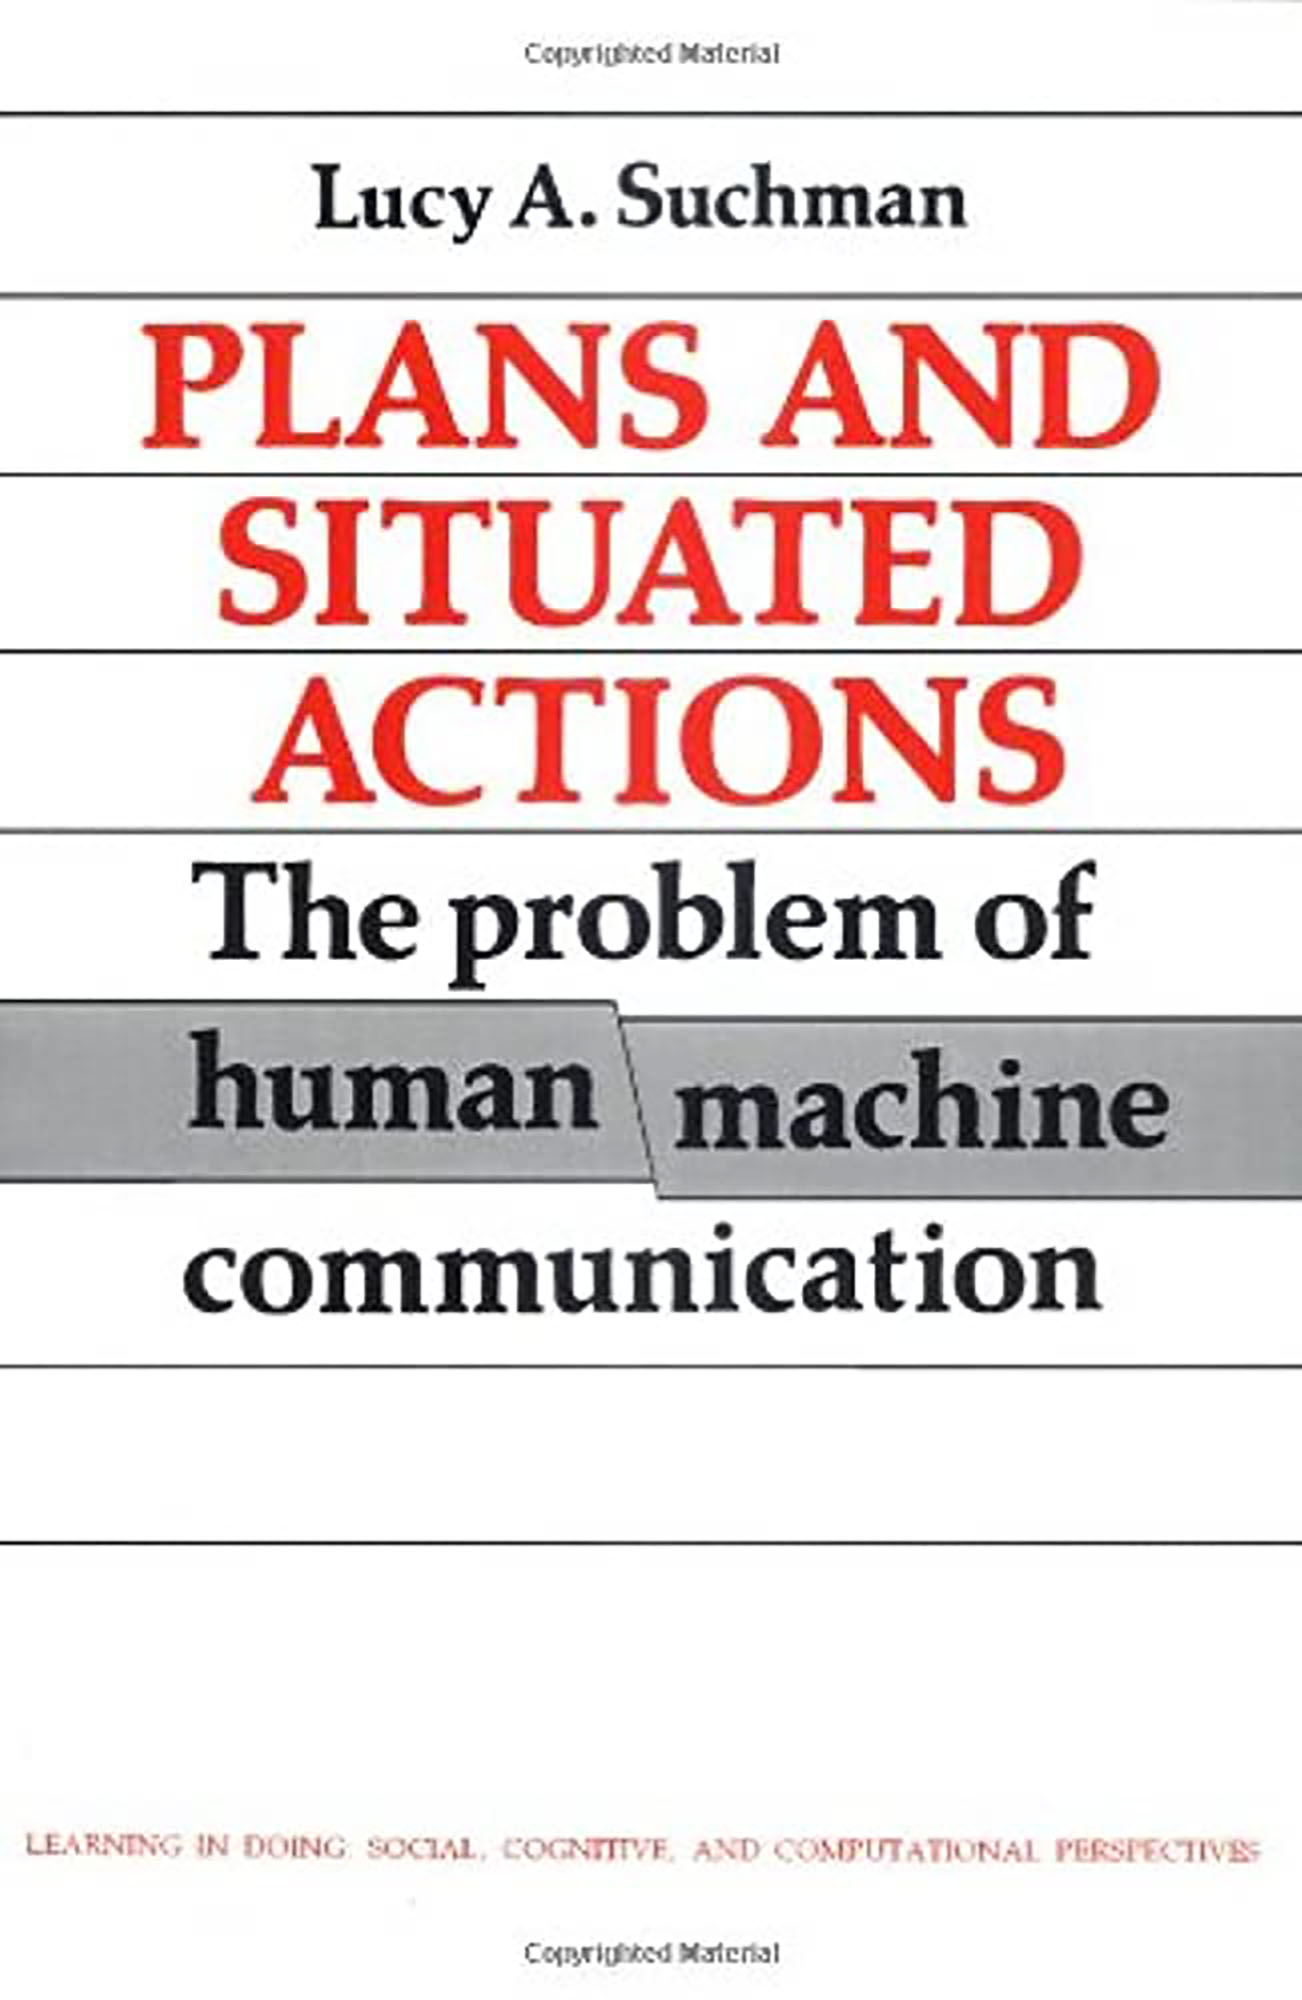 Copyrighted Material
Lucy A. Suchman
PLANS AND
SITUATED
ACTIONS
The problem of
human machine
communication
LEARNING IN DOING: SOCIAL, COGNITIVE, AND COMPUTATIONAL PERSPECTIVES
Copyrighted Material